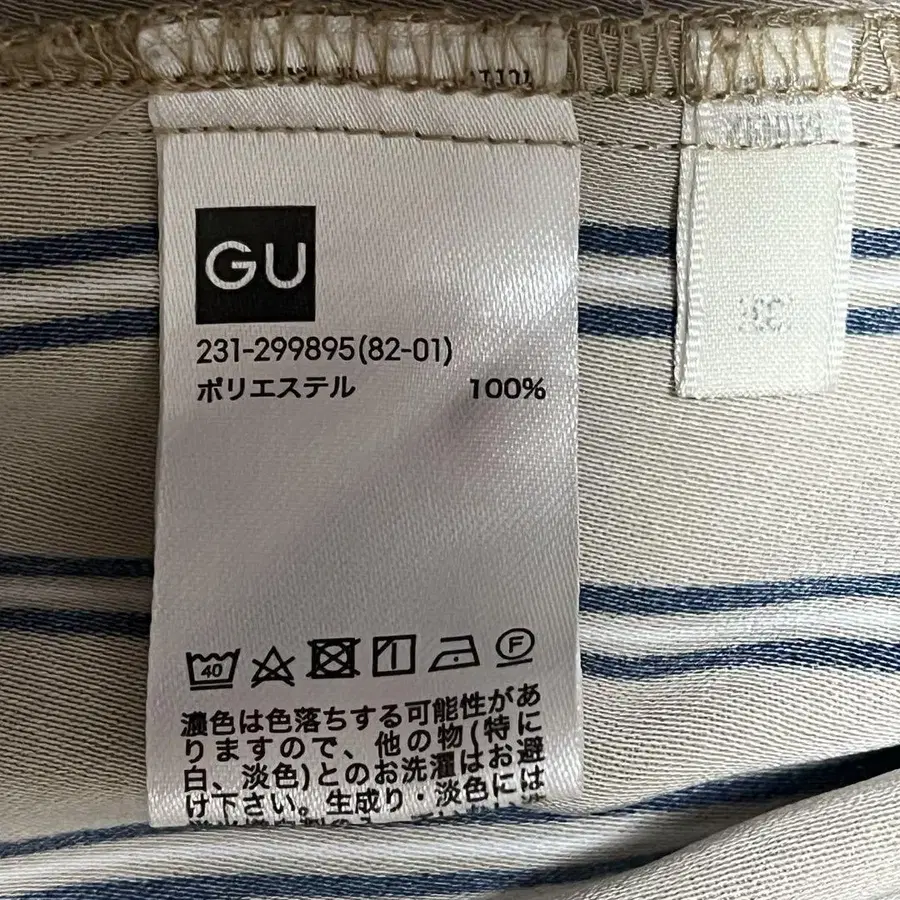 GU
231-299895(82-01)
ポリエステル 100%
40
F
濃色は色落ちする可能性があ
りますので、他の物(特に
白、淡色)とのお洗濯はお避
け下さい。生成り・淡色には